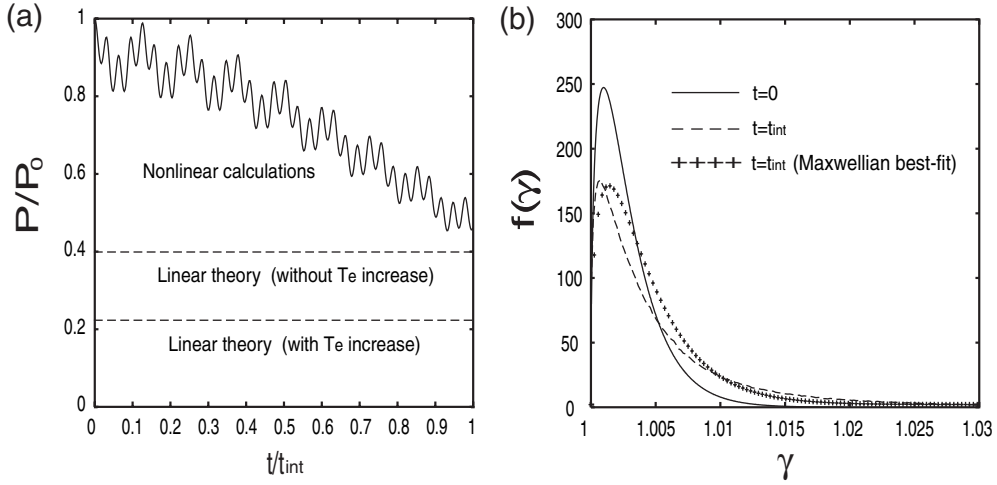 (a)
1
0.8
0.6
0.4
0.2
0
P/P₀
Nonlinear calculations
Linear theory (without Te increase)
Linear theory (with Te increase)
0 0.1 0.2 0.3 0.4 0.5 0.6 0.7 0.8 0.9 1
t/tint
(b)
300
250
200
150
100
50
0
f(γ)
t=0
t=tint
t=tint (Maxwellian best-fit)
1 1.005 1.01 1.015 1.02 1.025 1.03
γ